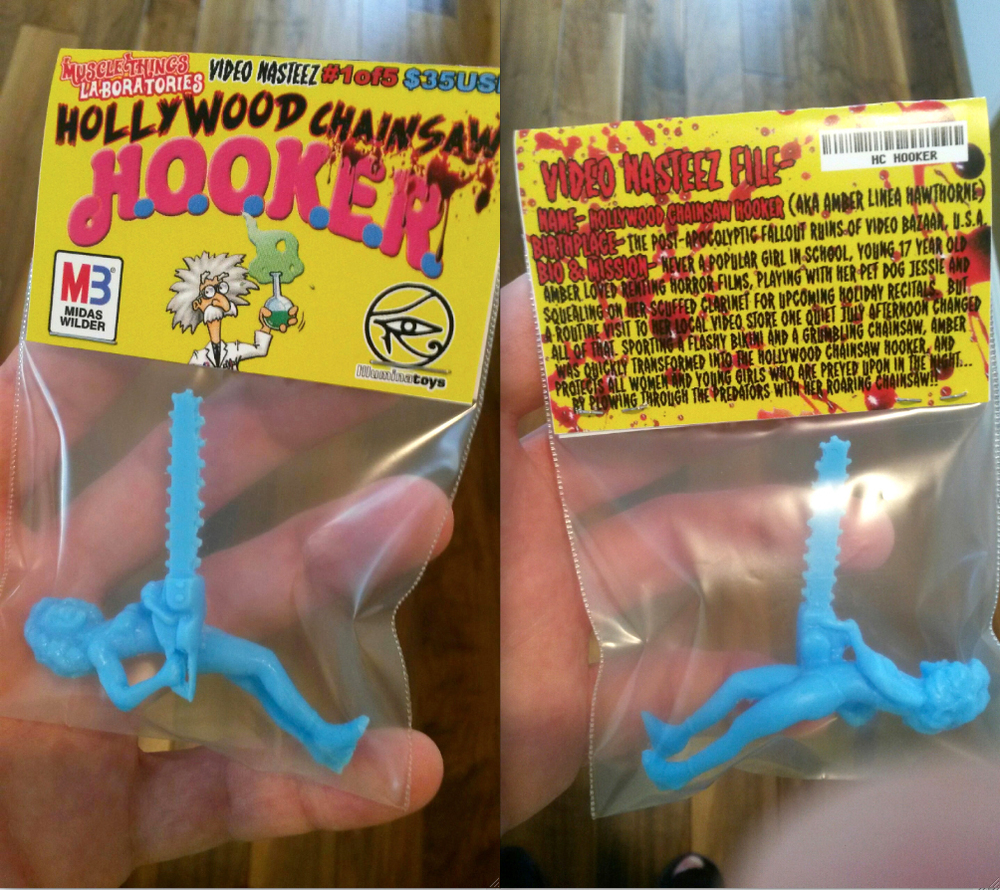 MUSCLE THINGS
LABORATORIES
VIDEO NASTEEZ #1of5 $35US
HOLLYWOOD CHAINSAW
H.O.O.K.E.R.
MB
MIDAS
WILDER
illuminatoys
HC HOOKER
VIDEO NASTEEZ FILE-
NAME- HOLLYWOOD CHAINSAW HOOKER (AKA AMBER LINEA HAWTHORNE)
BIRTHPLACE- THE POST-APOCOLYPTIC FALLOUT RUINS OF VIDEO BAZAAR, U.S.A.
BIO & MISSION- NEVER A POPULAR GIRL IN SCHOOL, YOUNG 17 YEAR OLD
AMBER LOVED RENTING HORROR FILMS, PLAYING WITH HER PET DOG JESSIE AND
SQUEALING ON HER SCUFFED CLARINET FOR UPCOMING HOLIDAY RECITALS. BUT
A ROUTINE VISIT TO HER LOCAL VIDEO STORE ONE QUIET JULY AFTERNOON CHANGED
ALL OF THAT. SPORTING A FLASHY BIKINI AND A GRUMBLING CHAINSAW, AMBER
WAS QUICKLY TRANSFORMED INTO THE HOLLYWOOD CHAINSAW HOOKER, AND
PROTECTS ALL WOMEN AND YOUNG GIRLS WHO ARE PREYED UPON IN THE NIGHT...
BY PLOWING THROUGH THE PREDATORS WITH HER ROARING CHAINSAW!!